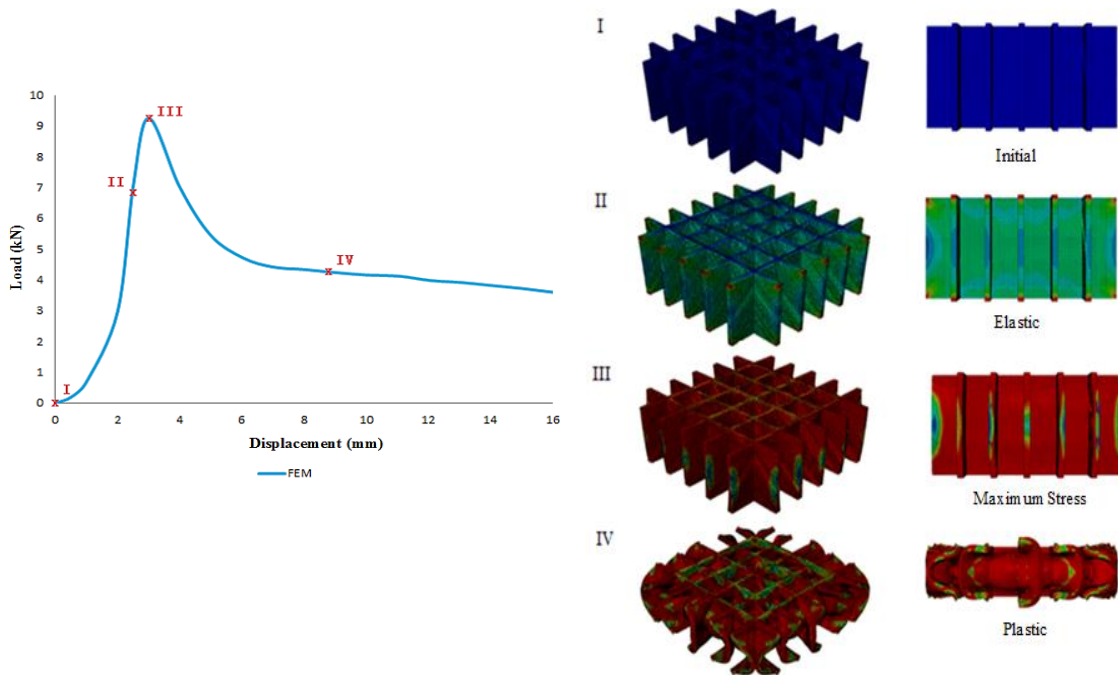 10
9
8
7
6
5
4
3
2
1
0
Load (kN)
I
II
III
IV
0 2 4 6 8 10 12 14 16
Displacement (mm)
FEM
I
Initial
II
Elastic
III
Maximum Stress
IV
Plastic